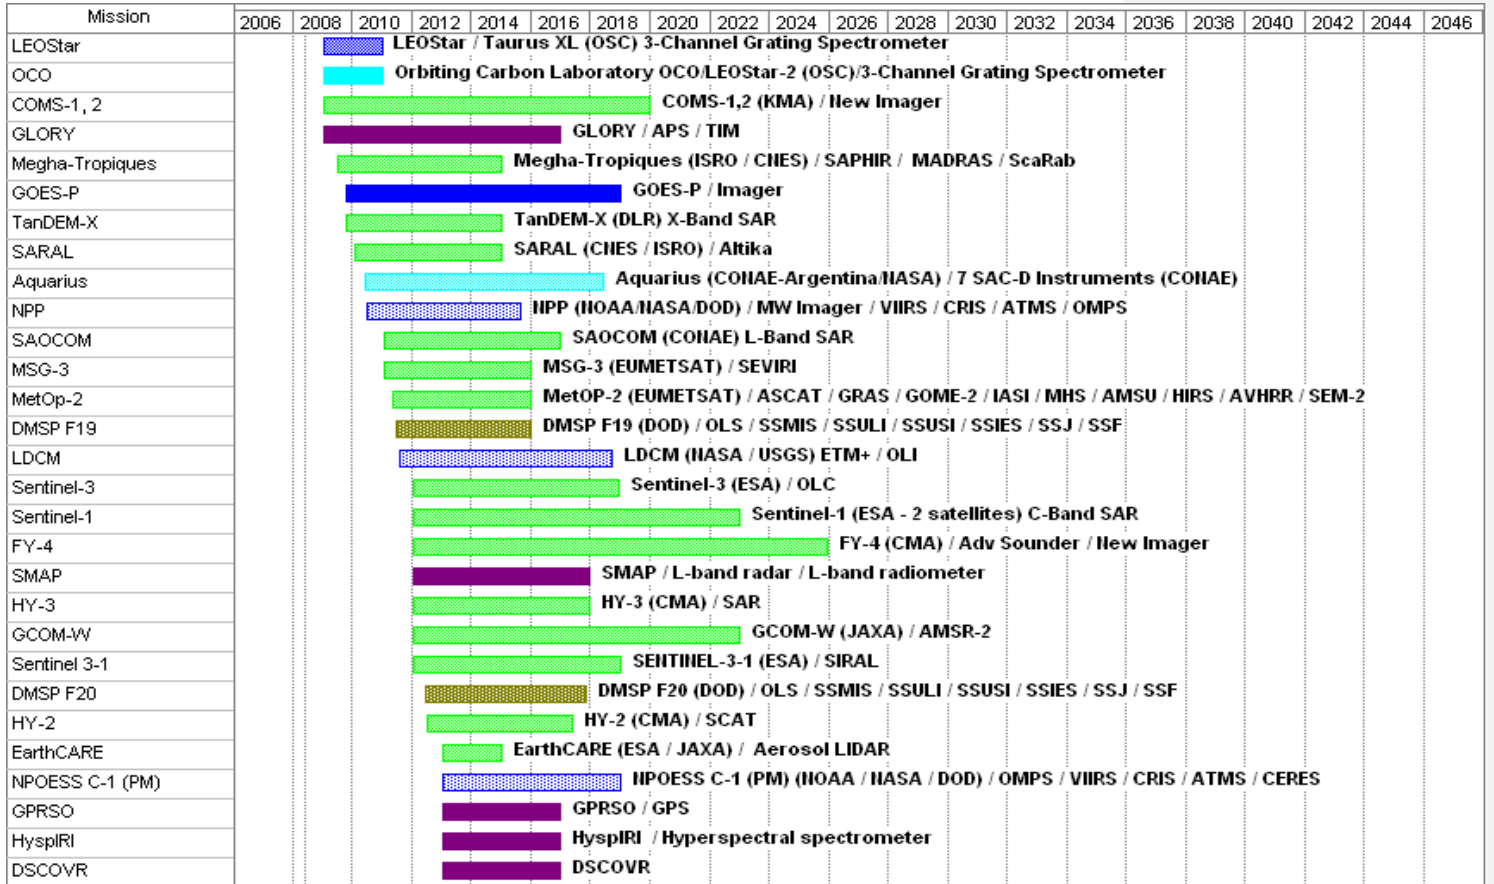 Mission 2006 2008 2010 2012 2014 2016 2018 2020 2022 2024 2026 2028 2030 2032 2034 2036 2038 2040 2042 2044 2046
LEOStar LEOStar / Taurus XL (OSC) 3-Channel Grating Spectrometer
OCO Orbiting Carbon Laboratory OCO/LEOStar-2 (OSC)/3-Channel Grating Spectrometer
COMS-1, 2 COMS-1,2 (KMA) / New Imager
GLORY GLORY / APS / TIM
Megha-Tropiques Megha-Tropiques (ISRO / CNES) / SAPHIR / MADRAS / ScaRab
GOES-P GOES-P / Imager
TanDEM-X TanDEM-X (DLR) X-Band SAR
SARAL SARAL (CNES / ISRO) / Altika
Aquarius Aquarius (CONAE-Argentina/NASA) / 7 SAC-D Instruments (CONAE)
NPP NPP (NOAA/NASA/DOD) / MW Imager / VIIRS / CRIS / ATMS / OMPS
SAOCOM SAOCOM (CONAE) L-Band SAR
MSG-3 MSG-3 (EUMETSAT) / SEVIRI
MetOp-2 MetOP-2 (EUMETSAT) / ASCAT / GRAS / GOME-2 / IASI / MHS / AMSU / HIRS / AVHRR / SEM-2
DMSP F19 DMSP F19 (DOD) / OLS / SSMIS / SSULI / SSUSI / SSIES / SSJ / SSF
LDCM LDCM (NASA / USGS) ETM+ / OLI
Sentinel-3 Sentinel-3 (ESA) / OLC
Sentinel-1 Sentinel-1 (ESA - 2 satellites) C-Band SAR
FY-4 FY-4 (CMA) / Adv Sounder / New Imager
SMAP SMAP / L-band radar / L-band radiometer
HY-3 HY-3 (CMA) / SAR
GCOM-W GCOM-W (JAXA) / AMSR-2
Sentinel 3-1 SENTINEL-3-1 (ESA) / SIRAL
DMSP F20 DMSP F20 (DOD) / OLS / SSMIS / SSULI / SSUSI / SSIES / SSJ / SSF
HY-2 HY-2 (CMA) / SCAT
EarthCARE EarthCARE (ESA / JAXA) / Aerosol LIDAR
NPOESS C-1 (PM) NPOESS C-1 (PM) (NOAA / NASA / DOD) / OMPS / VIIRS / CRIS / ATMS / CERES
GPRSO GPRSO / GPS
HyspIRI HyspIRI / Hyperspectral spectrometer
DSCOVR DSCOVR